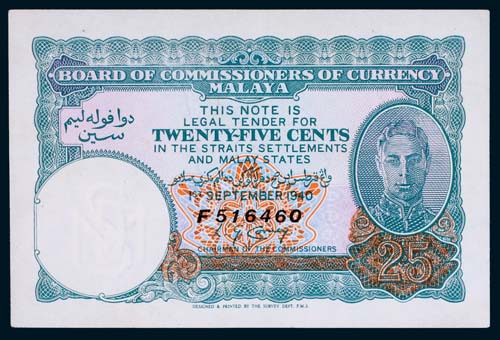 BOARD OF COMMISSIONERS OF CURRENCY
MALAYA
THIS NOTE IS
LEGAL TENDER FOR
TWENTY-FIVE CENTS
IN THE STRAITS SETTLEMENTS
AND MALAY STATES
دوا فوله ليم
سين
1ST SEPTEMBER 1940
F 516460
CHAIRMAN OF THE COMMISSIONERS
25
DESIGNED & PRINTED BY THE SURVEY DEPT. F.M.S.